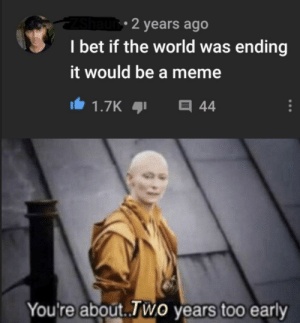 • 2 years ago
I bet if the world was ending
it would be a meme
1.7K 44
You're about..Two years too early